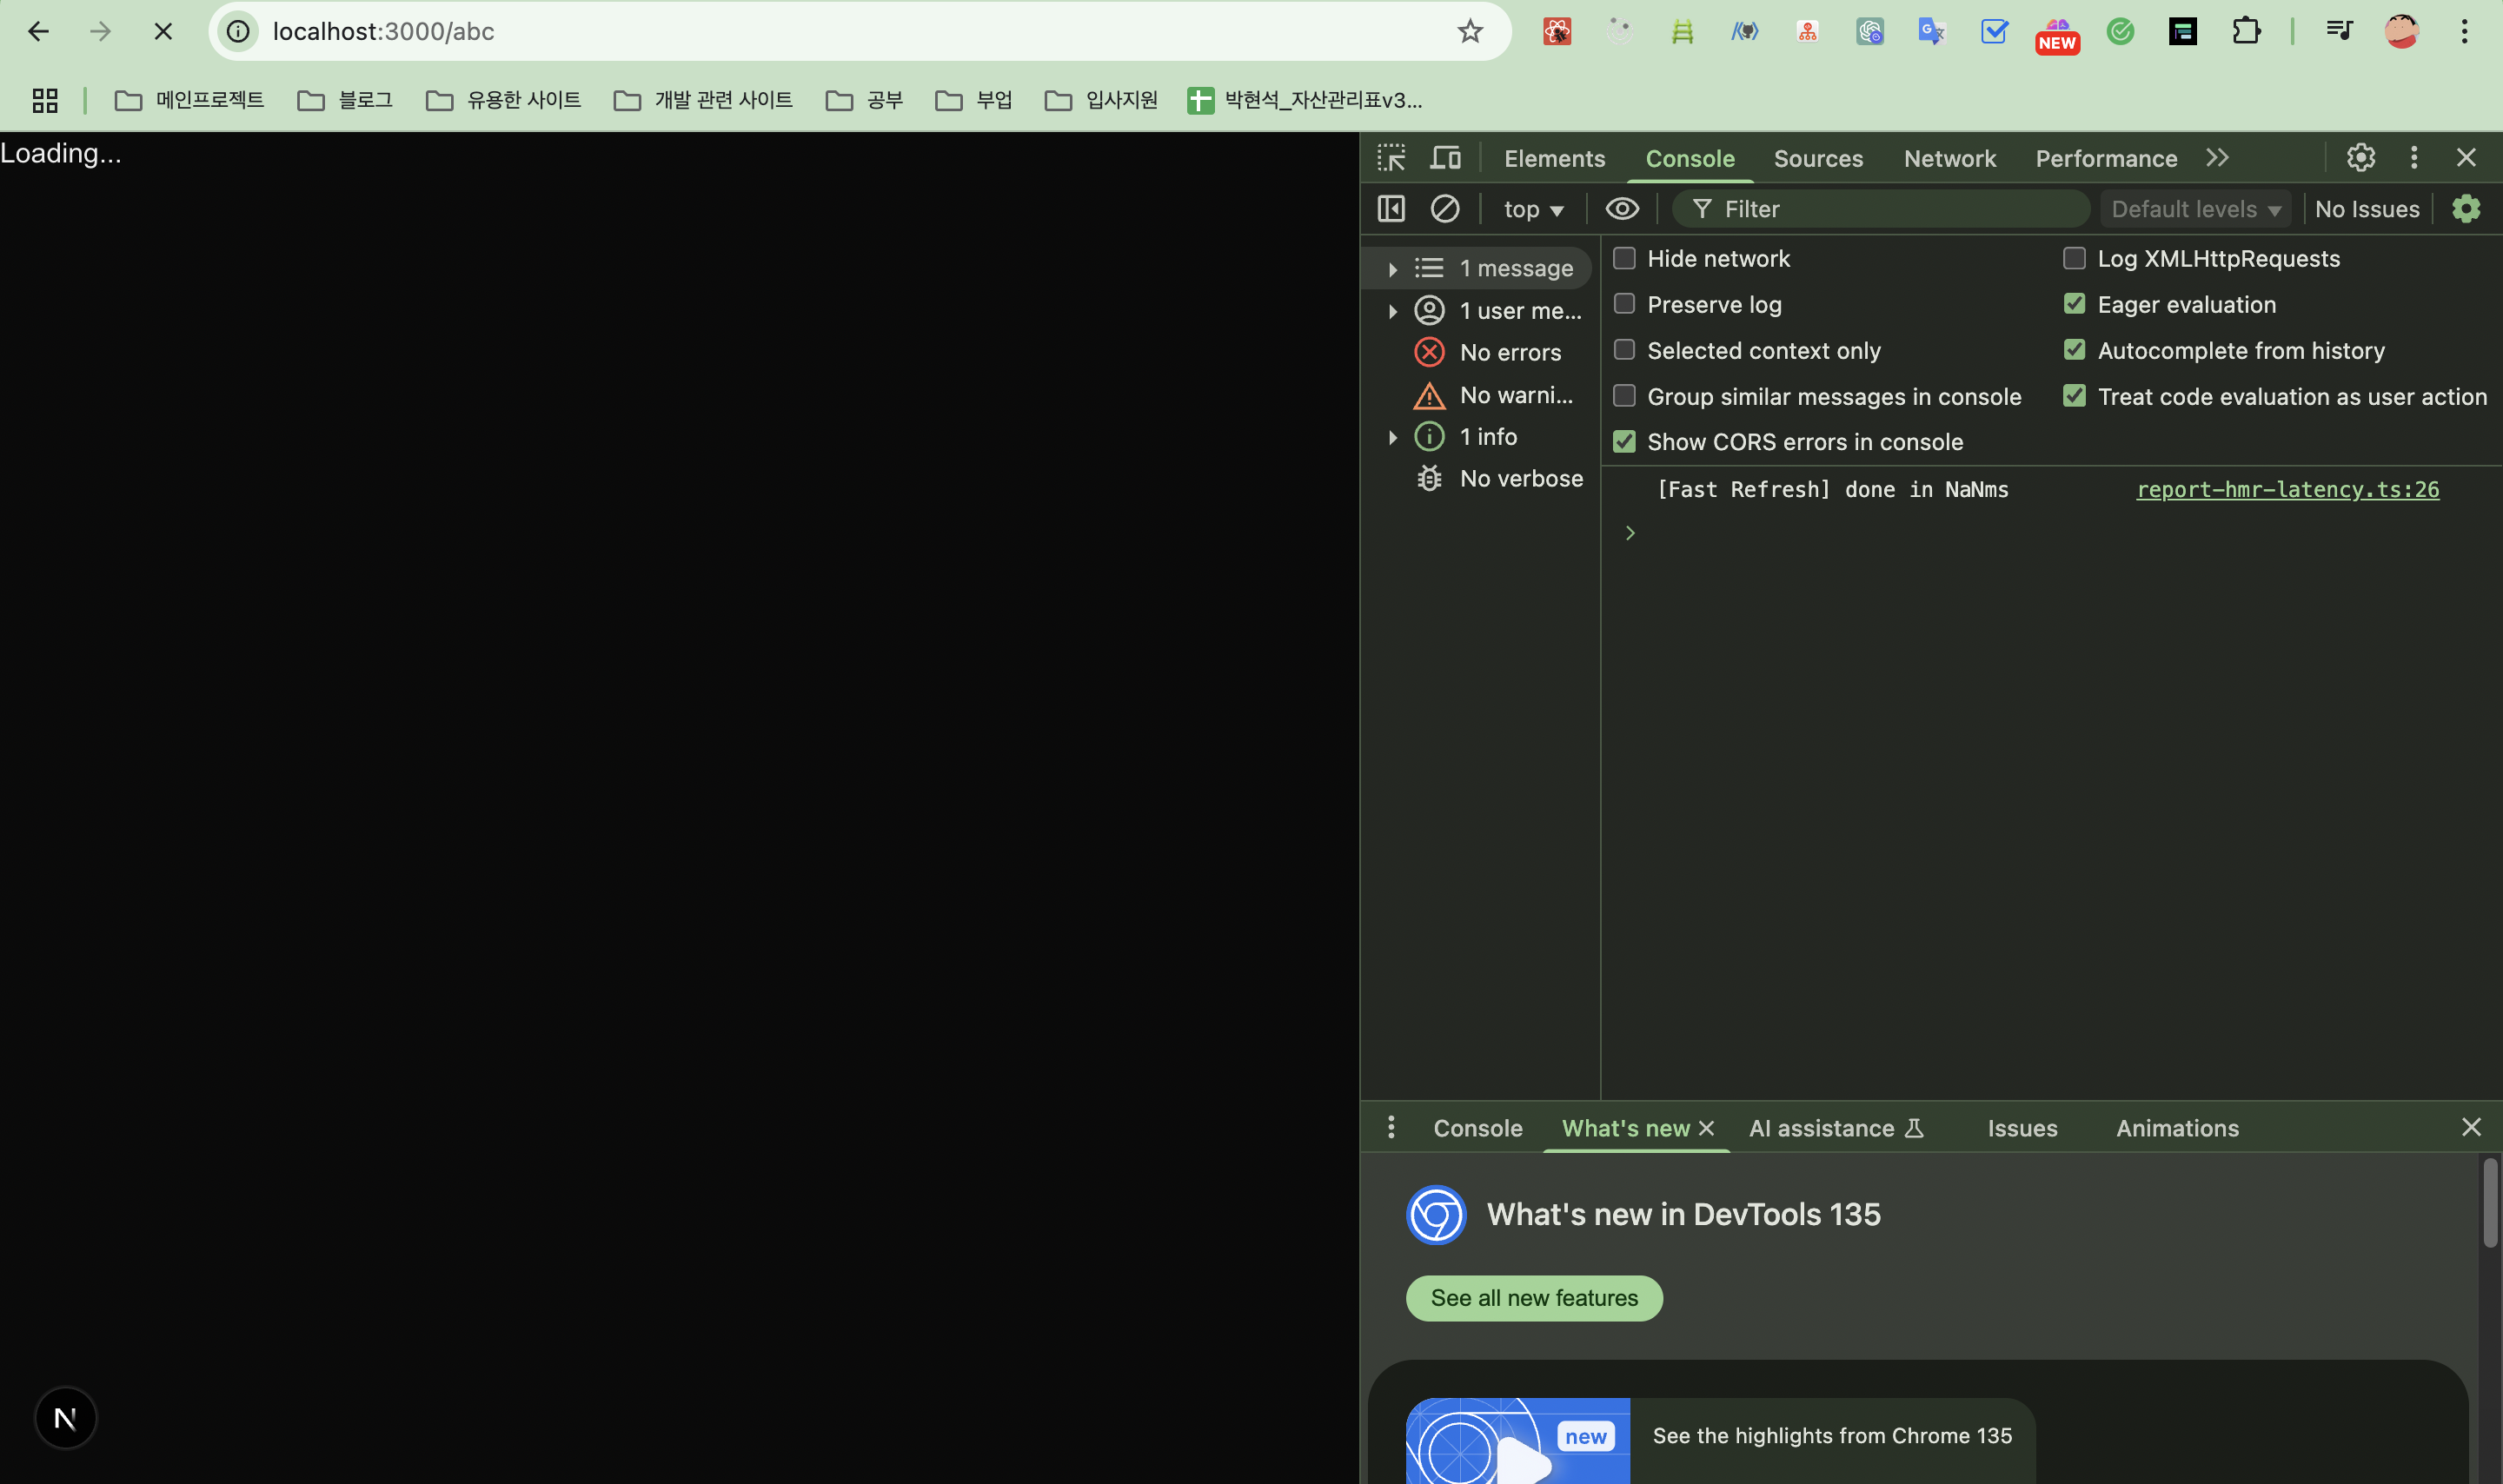 localhost:3000/abc
NEW
메인프로젝트 블로그 유용한 사이트 개발 관련 사이트 공부 부업 입사지원 박현석_자산관리표v3...
Loading...
Elements Console Sources Network Performance
top Filter Default levels No Issues
1 message
1 user me...
No errors
No warni...
1 info
No verbose
Hide network Log XMLHttpRequests
Preserve log Eager evaluation
Selected context only Autocomplete from history
Group similar messages in console Treat code evaluation as user action
Show CORS errors in console
[Fast Refresh] done in NaNms report-hmr-latency.ts:26
Console What's new AI assistance Issues Animations
What's new in DevTools 135
See all new features
new
See the highlights from Chrome 135
N